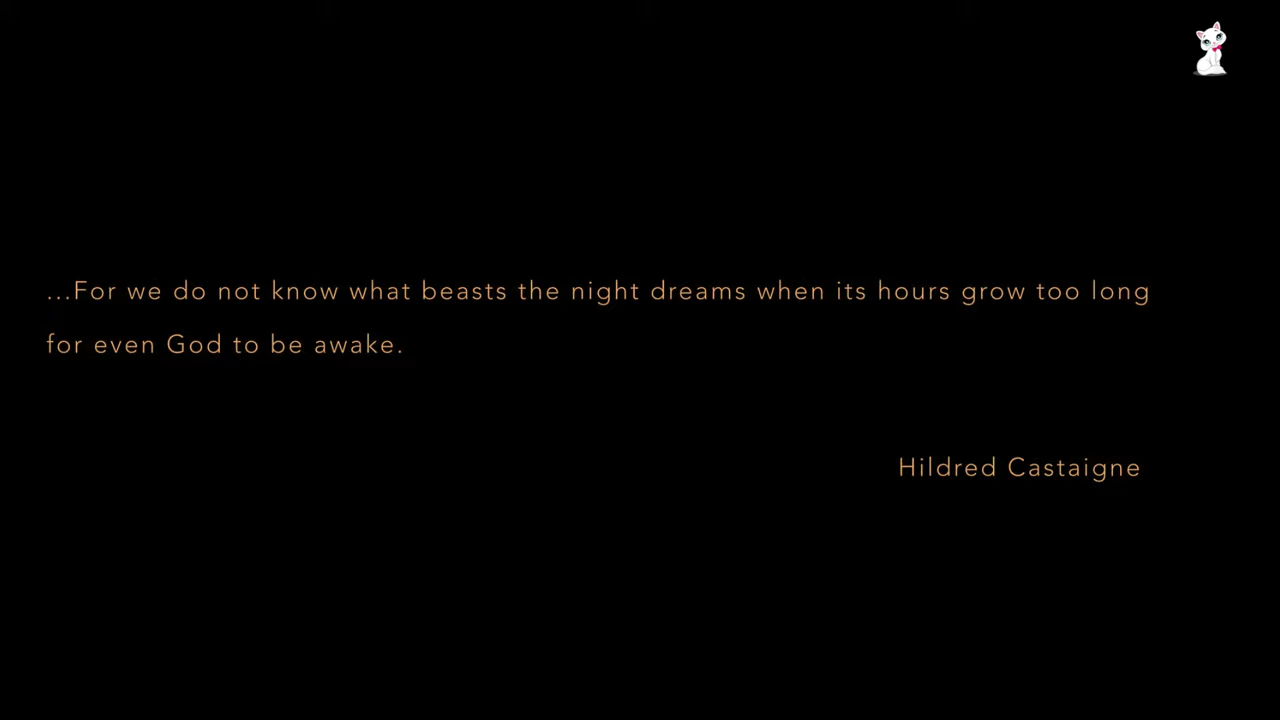 ...For we do not know what beasts the night dreams when its hours grow too long
for even God to be awake.
Hildred Castaigne